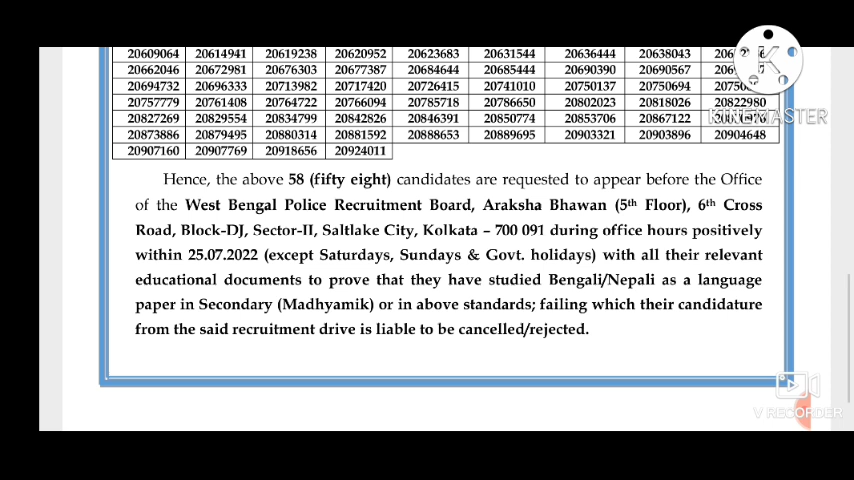 20609064 20614941 20619238 20620952 20623683 20631544 20636444 20638043
20662046 20672981 20676303 20677387 20684644 20685444 20690390 20690567
20694732 20696333 20713982 20717420 20726415 20741010 20750137 20750694
20757779 20761408 20764722 20766094 20785718 20786650 20802023 20818026 20822980
20827269 20829554 20834799 20842826 20846391 20850774 20853706 20867122
20873886 20879495 20880314 20881592 20888653 20889695 20903321 20903896 20904648
20907160 20907769 20918656 20924011
KINEMASTER
Hence, the above 58 (fifty eight) candidates are requested to appear before the Office
of the West Bengal Police Recruitment Board, Araksha Bhawan (5th Floor), 6th Cross
Road, Block-DJ, Sector-II, Saltlake City, Kolkata – 700 091 during office hours positively
within 25.07.2022 (except Saturdays, Sundays & Govt. holidays) with all their relevant
educational documents to prove that they have studied Bengali/Nepali as a language
paper in Secondary (Madhyamik) or in above standards; failing which their candidature
from the said recruitment drive is liable to be cancelled/rejected.
V RECORDER